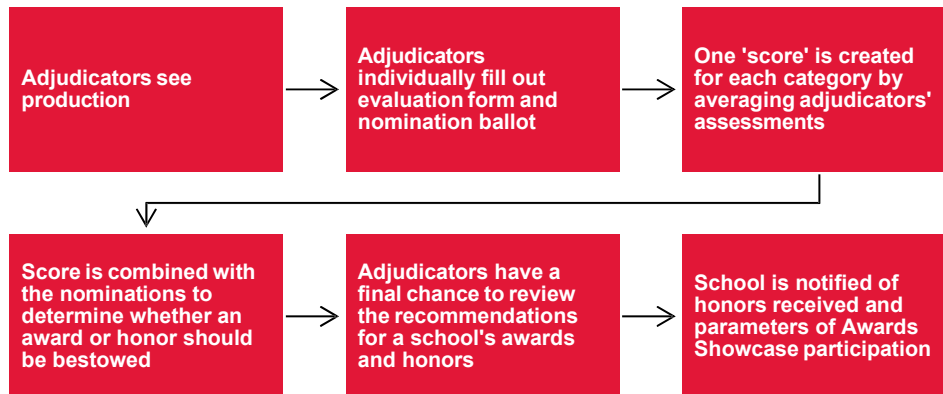 Adjudicators see
production
Adjudicators
individually fill out
evaluation form and
nomination ballot
One 'score' is created
for each category by
averaging adjudicators'
assessments
Score is combined with
the nominations to
determine whether an
award or honor should
be bestowed
Adjudicators have a
final chance to review
the recommendations
for a school's awards
and honors
School is notified of
honors received and
parameters of Awards
Showcase participation